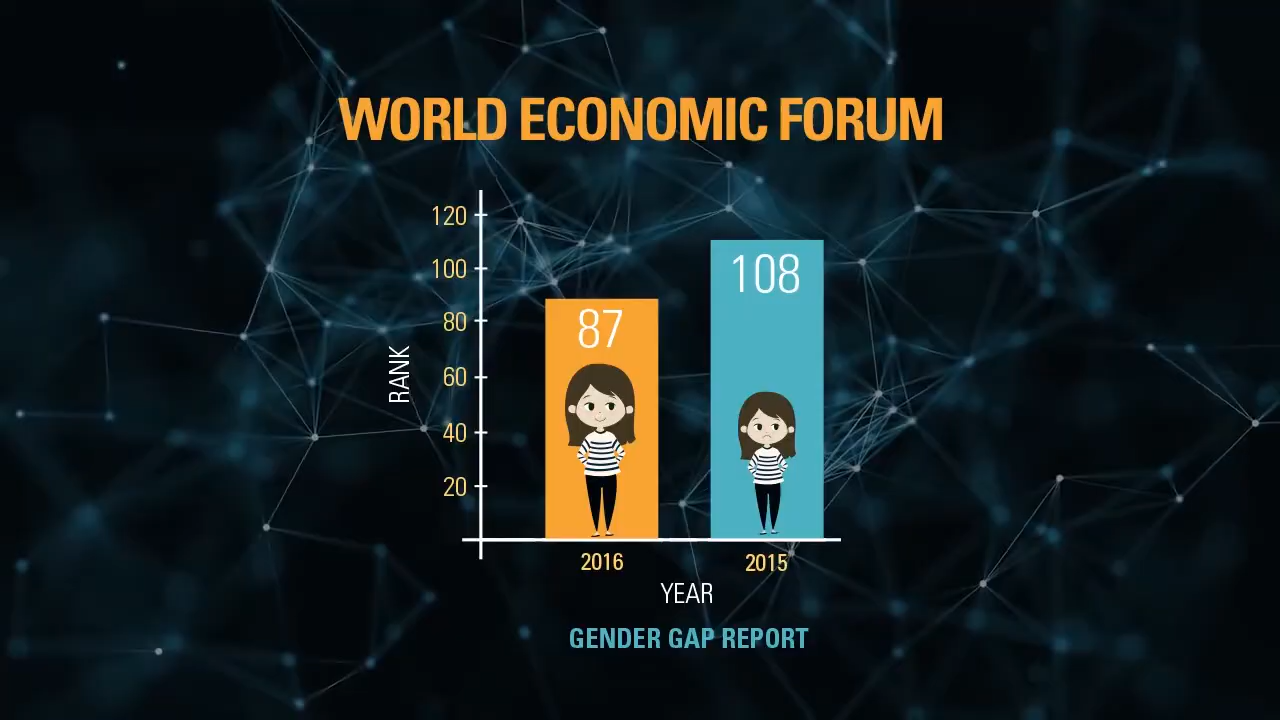 WORLD ECONOMIC FORUM
120
100
80
60
40
20
RANK
87
108
2016
2015
YEAR
GENDER GAP REPORT